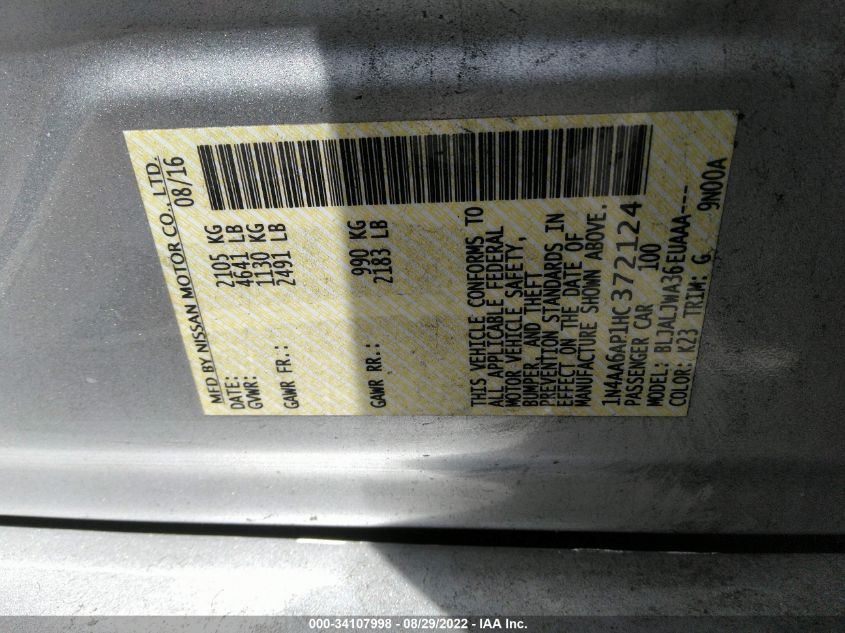 MFD BY NISSAN MOTOR CO., LTD.
DATE: 08/16
GVWR: 2105 KG
4641 LB
GAWR FR.: 1130 KG
2491 LB
GAWR RR.: 990 KG
2183 LB
THIS VEHICLE CONFORMS TO
ALL APPLICABLE FEDERAL
MOTOR VEHICLE SAFETY,
BUMPER, AND THEFT
PREVENTION STANDARDS IN
EFFECT ON THE DATE OF
MANUFACTURE SHOWN ABOVE.
1N4AA6AP1HC372124
PASSENGER CAR 100
MODEL: BLJALJWA36EUAAA----
COLOR: K23 TRIM: G 9N00A
000-34107998 - 08/29/2022 - IAA Inc.